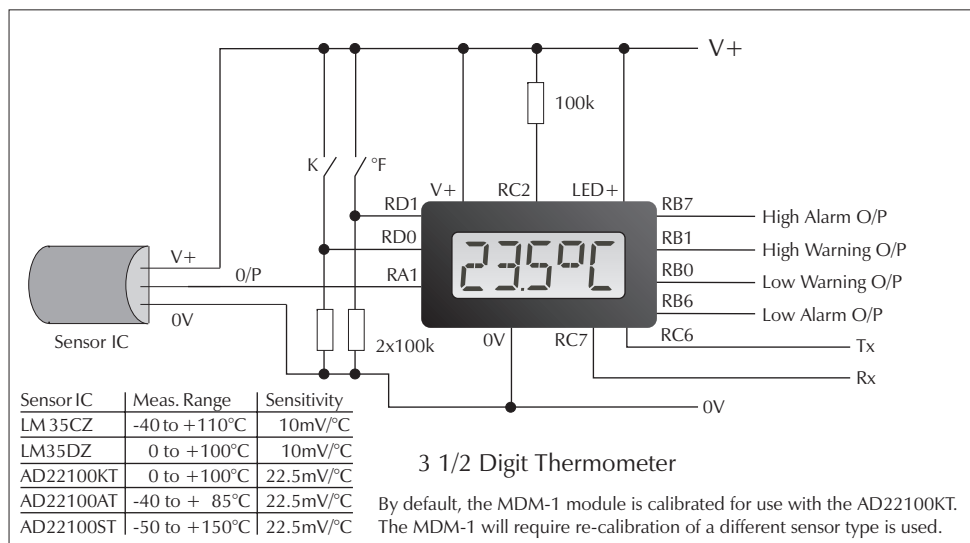 V+
100k
K
°F
V+
RC2
LED+
RD1
RB7
High Alarm O/P
RD0
RB1
High Warning O/P
23.5°C
V+
0/P
RA1
RB0
Low Warning O/P
0V
RB6
Low Alarm O/P
Sensor IC
2x100k
0V
RC7
RC6
Tx
Rx
0V
Sensor IC Meas. Range Sensitivity
LM35CZ -40 to +110°C 10mV/°C
LM35DZ 0 to +100°C 10mV/°C
AD22100KT 0 to +100°C 22.5mV/°C
AD22100AT -40 to + 85°C 22.5mV/°C
AD22100ST -50 to +150°C 22.5mV/°C
3 1/2 Digit Thermometer
By default, the MDM-1 module is calibrated for use with the AD22100KT.
The MDM-1 will require re-calibration of a different sensor type is used.